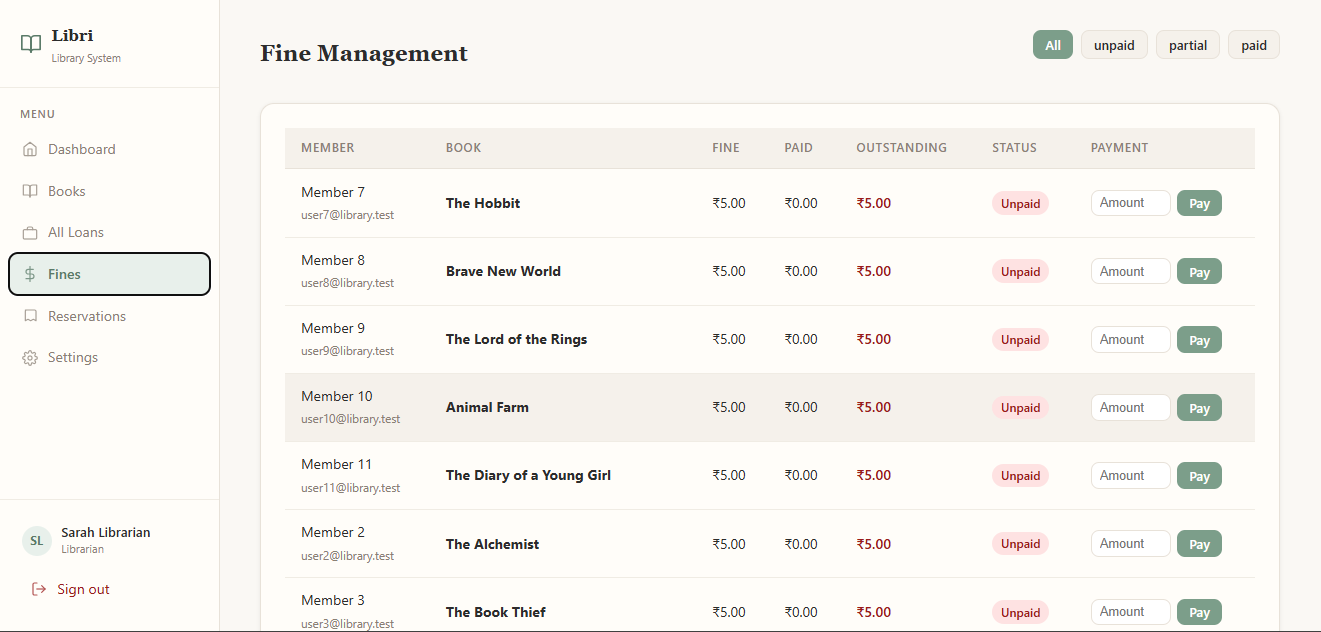 Libri
Library System
MENU
Dashboard
Books
All Loans
Fines
Reservations
Settings
SL
Sarah Librarian
Librarian
Sign out
Fine Management
All unpaid partial paid
MEMBER BOOK FINE PAID OUTSTANDING STATUS PAYMENT
Member 7
user7@library.test
The Hobbit ₹5.00 ₹0.00 ₹5.00 Unpaid Amount Pay
Member 8
user8@library.test
Brave New World ₹5.00 ₹0.00 ₹5.00 Unpaid Amount Pay
Member 9
user9@library.test
The Lord of the Rings ₹5.00 ₹0.00 ₹5.00 Unpaid Amount Pay
Member 10
user10@library.test
Animal Farm ₹5.00 ₹0.00 ₹5.00 Unpaid Amount Pay
Member 11
user11@library.test
The Diary of a Young Girl ₹5.00 ₹0.00 ₹5.00 Unpaid Amount Pay
Member 2
user2@library.test
The Alchemist ₹5.00 ₹0.00 ₹5.00 Unpaid Amount Pay
Member 3
user3@library.test
The Book Thief ₹5.00 ₹0.00 ₹5.00 Unpaid Amount Pay